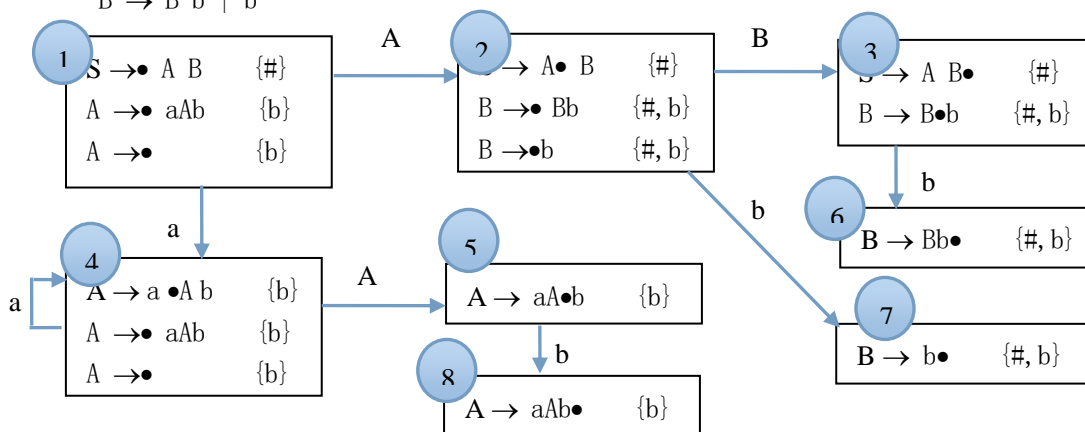 B → B b | b
1
S →• A B {#}
A →• aAb {b}
A →• {b}
A
2
→ A• B {#}
B →• Bb {#, b}
B →•b {#, b}
B
3
→ A B• {#}
B → B•b {#, b}
a
b
b
4
A → a •A b {b}
A →• aAb {b}
A →• {b}
a
A
5
A → aA•b {b}
6
B → Bb• {#, b}
7
B → b• {#, b}
b
8
A → aAb• {b}